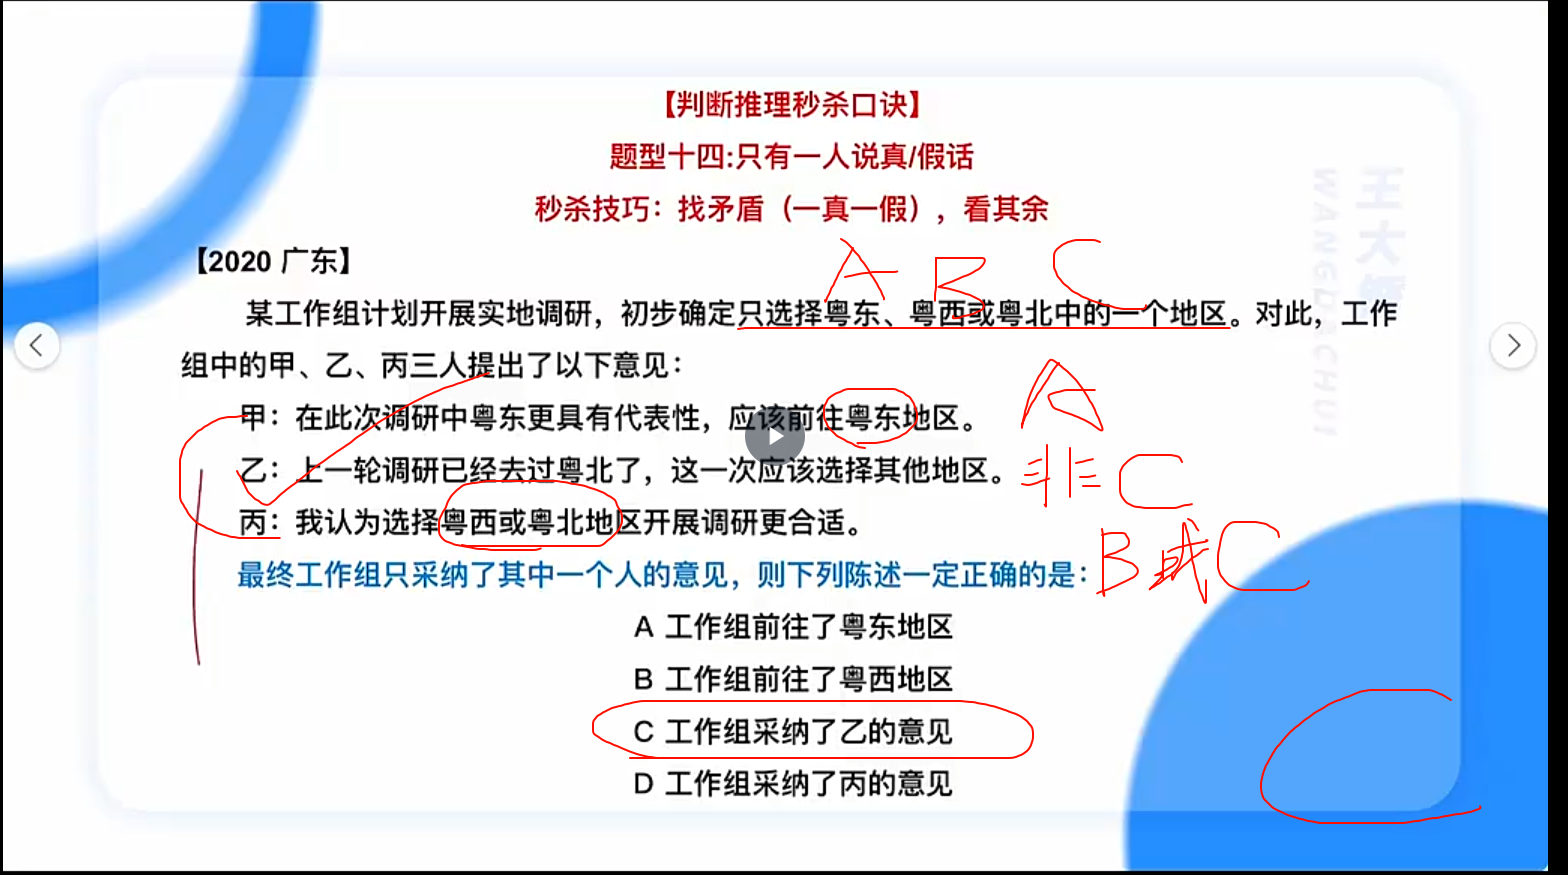 【判断推理秒杀口诀】
题型十四:只有一人说真/假话
秒杀技巧：找矛盾（一真一假），看其余
【2020 广东】
A B C
某工作组计划开展实地调研，初步确定只选择粤东、粤西或粤北中的一个地区。对此，工作
组中的甲、乙、丙三人提出了以下意见：
甲：在此次调研中粤东更具有代表性，应该前往粤东地区。 A
乙：上一轮调研已经去过粤北了，这一次应该选择其他地区。 非C
丙：我认为选择粤西或粤北地区开展调研更合适。
最终工作组只采纳了其中一个人的意见，则下列陈述一定正确的是： B或C
A 工作组前往了粤东地区
B 工作组前往了粤西地区
C 工作组采纳了乙的意见
D 工作组采纳了丙的意见
王大
WANGDACHUI